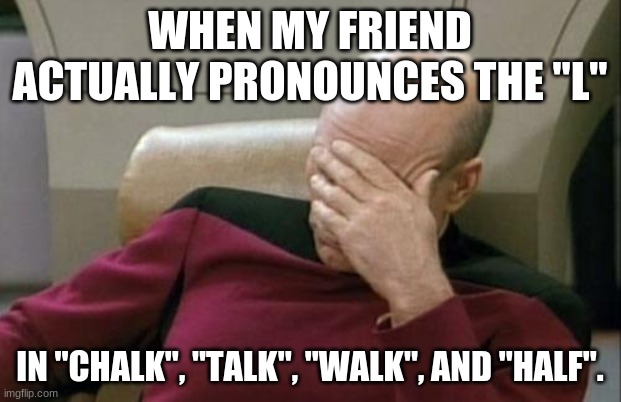 WHEN MY FRIEND
ACTUALLY PRONOUNCES THE "L"
IN "CHALK", "TALK", "WALK", AND "HALF".
imgflip.com